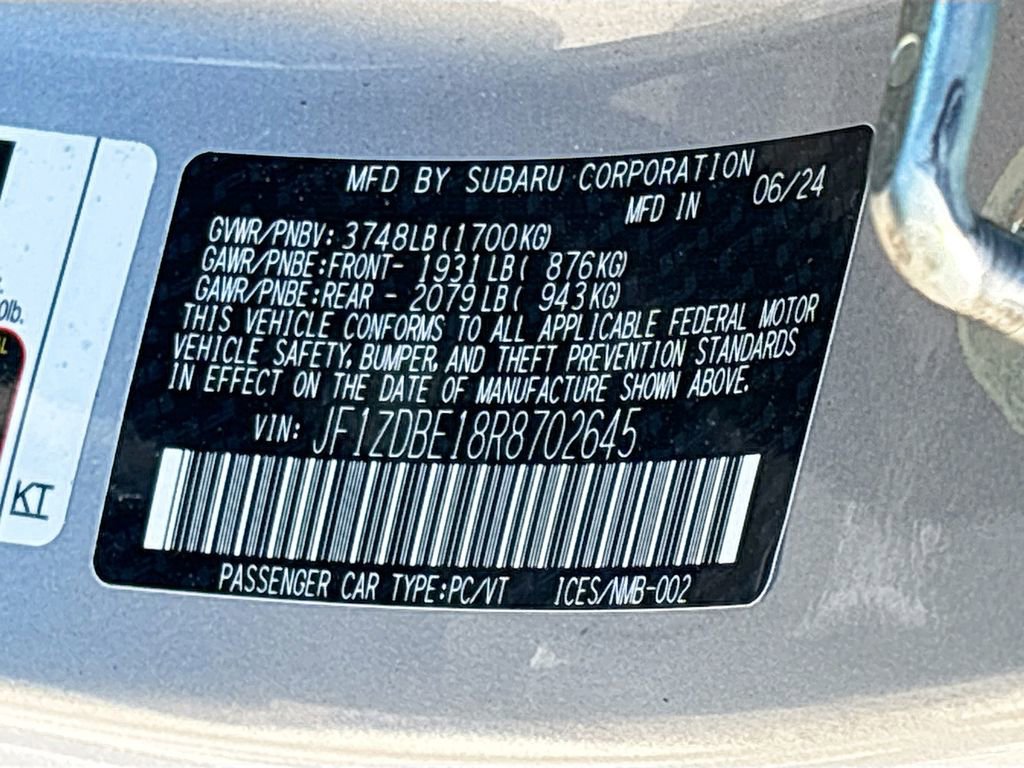 MFD BY SUBARU CORPORATION
MFD IN 06/24
GVWR/PNBV: 3748LB(1700KG)
GAWR/PNBE:FRONT- 1931LB( 876KG)
GAWR/PNBE:REAR - 2079LB( 943KG)
THIS VEHICLE CONFORMS TO ALL APPLICABLE FEDERAL MOTOR
VEHICLE SAFETY, BUMPER, AND THEFT PREVENTION STANDARDS
IN EFFECT ON THE DATE OF MANUFACTURE SHOWN ABOVE.
VIN: JF1ZDBE18R8702645
PASSENGER CAR TYPE:PC/VT ICES/NMB-002
0lb.
KT